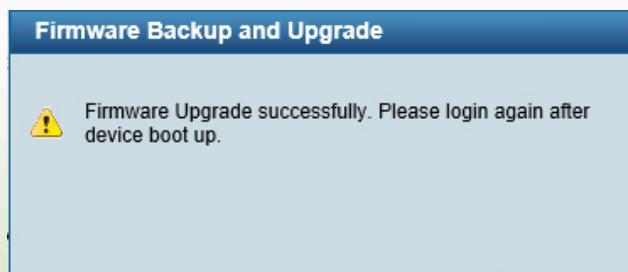 Firmware Backup and Upgrade
Firmware Upgrade successfully. Please login again after
device boot up.